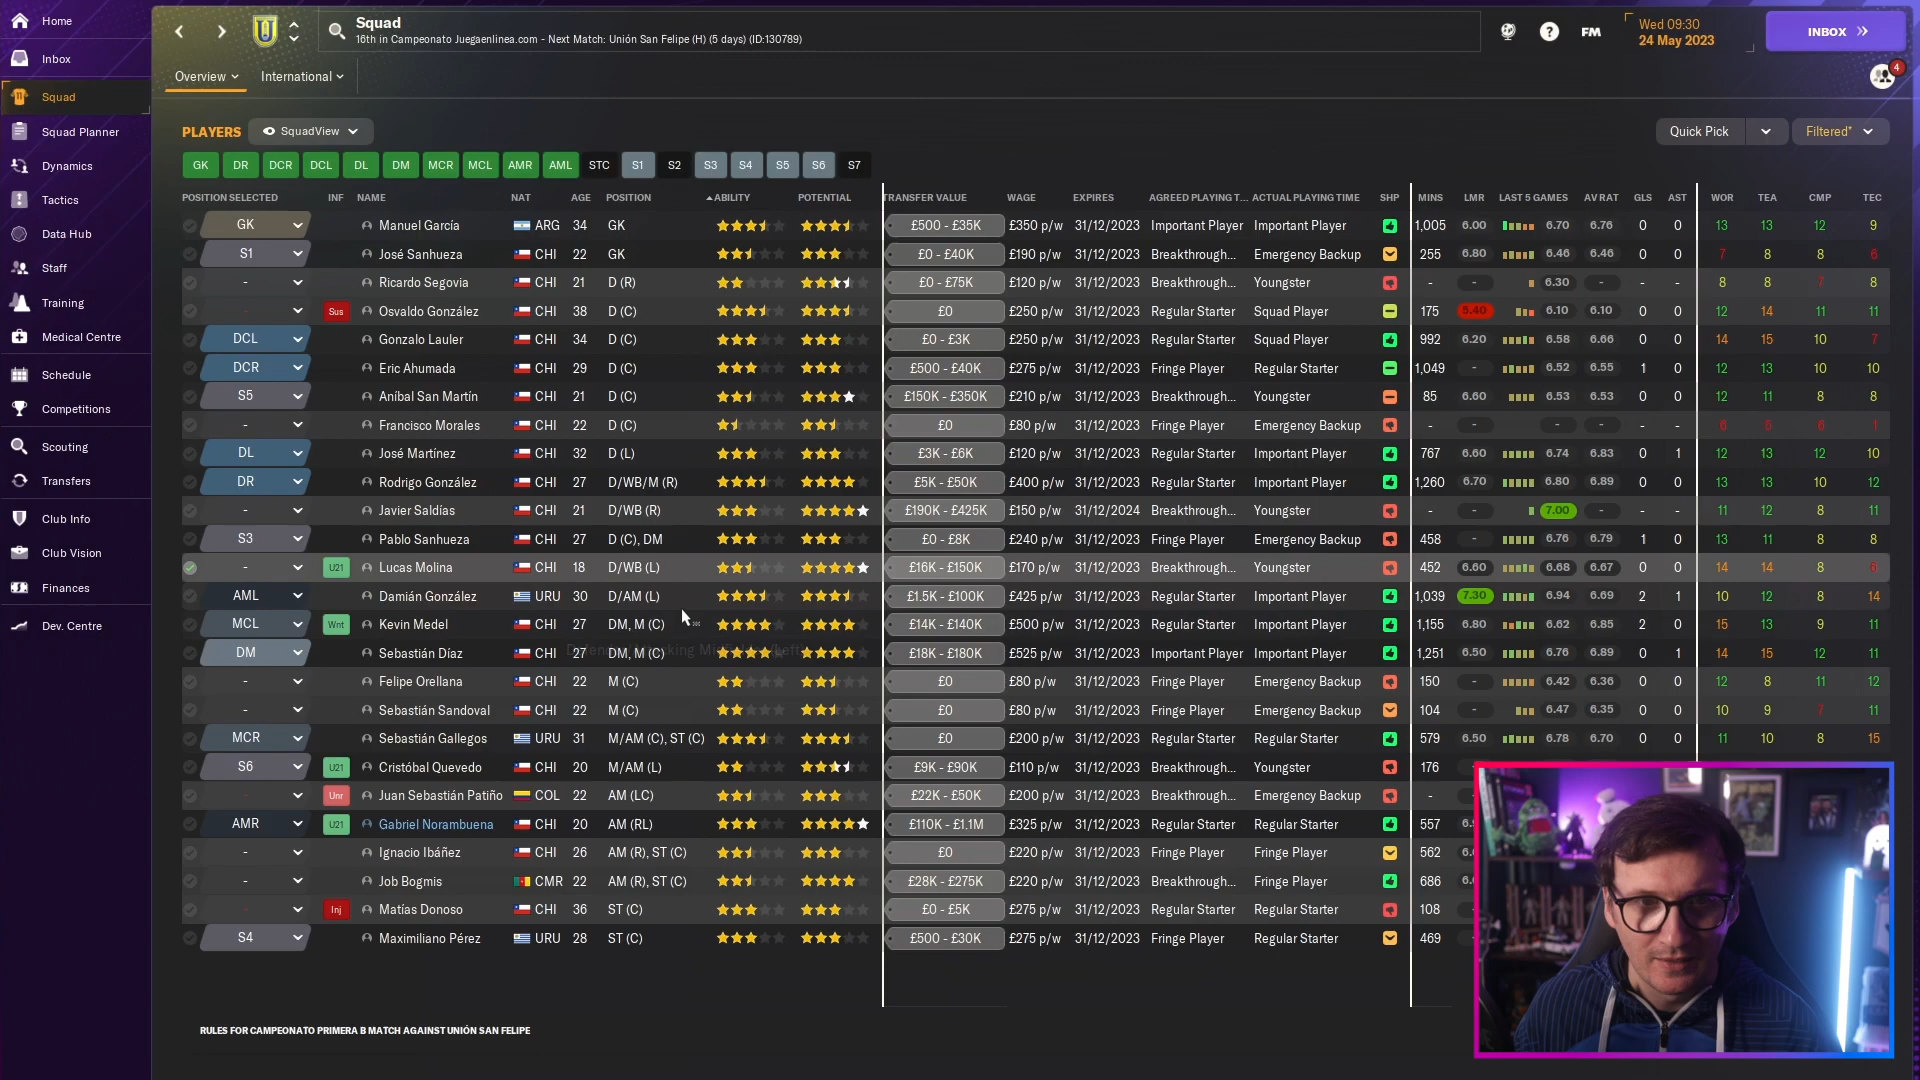 Home
Inbox
Squad
Squad Planner
Dynamics
Tactics
Data Hub
Staff
Training
Medical Centre
Schedule
Competitions
Scouting
Transfers
Club Info
Club Vision
Finances
Dev. Centre
Squad
16th in Campeonato Juegaenlinea.com - Next Match: Unión San Felipe (H) (5 days) (ID:130789)
FM
Wed 09:30
24 May 2023
INBOX
4
Overview International
PLAYERS SquadView Quick Pick Filtered*
GK DR DCR DCL DL DM MCR MCL AMR AML STC S1 S2 S3 S4 S5 S6 S7
POSITION SELECTED INF NAME NAT AGE POSITION ABILITY POTENTIAL TRANSFER VALUE WAGE EXPIRES AGREED PLAYING T... ACTUAL PLAYING TIME SHP MINS LMR LAST 5 GAMES AV RAT GLS AST WOR TEA CMP TEC
GK Manuel García ARG 34 GK £500 - £35K £350 p/w 31/12/2023 Important Player Important Player 1,005 6.00 6.70 6.76 0 0 13 13 12 9
S1 José Sanhueza CHI 22 GK £0 - £40K £190 p/w 31/12/2023 Breakthrough... Emergency Backup 255 6.80 6.46 6.46 0 0 7 8 8 6
- Ricardo Segovia CHI 21 D (R) £0 - £75K £120 p/w 31/12/2023 Breakthrough... Youngster - - 6.30 - - - 8 8 7 8
- Sus Osvaldo González CHI 38 D (C) £0 £250 p/w 31/12/2023 Regular Starter Squad Player 175 5.40 6.10 6.10 0 0 12 14 11 11
DCL Gonzalo Lauler CHI 34 D (C) £0 - £3K £250 p/w 31/12/2023 Regular Starter Squad Player 992 6.20 6.58 6.66 0 0 14 15 10 7
DCR Eric Ahumada CHI 29 D (C) £500 - £40K £275 p/w 31/12/2023 Fringe Player Regular Starter 1,049 - 6.52 6.55 1 0 12 13 10 10
S5 Aníbal San Martín CHI 21 D (C) £150K - £350K £210 p/w 31/12/2023 Breakthrough... Youngster 85 6.60 6.53 6.53 0 0 12 11 8 8
- Francisco Morales CHI 22 D (C) £0 £80 p/w 31/12/2023 Fringe Player Emergency Backup - - - - - - 6 5 6 1
DL José Martínez CHI 32 D (L) £3K - £6K £120 p/w 31/12/2023 Regular Starter Important Player 767 6.60 6.74 6.83 0 1 12 13 12 10
DR Rodrigo González CHI 27 D/WB/M (R) £5K - £50K £400 p/w 31/12/2023 Regular Starter Important Player 1,260 6.70 6.80 6.89 0 0 13 13 10 12
- Javier Saldías CHI 21 D/WB (R) £190K - £425K £150 p/w 31/12/2024 Breakthrough... Youngster - - 7.00 - - - 11 12 8 11
S3 Pablo Sanhueza CHI 27 D (C), DM £0 - £8K £240 p/w 31/12/2023 Fringe Player Emergency Backup 458 - 6.76 6.79 1 0 13 11 8 8
- U21 Lucas Molina CHI 18 D/WB (L) £16K - £150K £170 p/w 31/12/2023 Breakthrough... Youngster 452 6.60 6.68 6.67 0 0 14 14 8 6
AML Damián González URU 30 D/AM (L) £1.5K - £100K £425 p/w 31/12/2023 Regular Starter Important Player 1,039 7.30 6.94 6.69 2 1 10 12 8 14
MCL Wnt Kevin Medel CHI 27 DM, M (C) £14K - £140K £500 p/w 31/12/2023 Regular Starter Important Player 1,155 6.80 6.62 6.85 2 0 15 13 9 11
DM Sebastián Díaz CHI 27 DM, M (C) £18K - £180K £525 p/w 31/12/2023 Important Player Important Player 1,251 6.50 6.76 6.89 0 1 14 15 12 11
- Felipe Orellana CHI 22 M (C) £0 £80 p/w 31/12/2023 Fringe Player Emergency Backup 150 - 6.42 6.36 0 0 12 8 11 12
- Sebastián Sandoval CHI 22 M (C) £0 £80 p/w 31/12/2023 Fringe Player Emergency Backup 104 - 6.47 6.35 0 0 10 9 7 11
MCR Sebastián Gallegos URU 31 M/AM (C), ST (C) £0 £200 p/w 31/12/2023 Regular Starter Regular Starter 579 6.50 6.78 6.70 0 0 11 10 8 15
S6 U21 Cristóbal Quevedo CHI 20 M/AM (L) £9K - £90K £110 p/w 31/12/2023 Breakthrough... Youngster 176
- Unr Juan Sebastián Patiño COL 22 AM (LC) £22K - £50K £200 p/w 31/12/2023 Breakthrough... Emergency Backup -
AMR U21 Gabriel Norambuena CHI 20 AM (RL) £110K - £1.1M £325 p/w 31/12/2023 Regular Starter Regular Starter 557
- Ignacio Ibáñez CHI 26 AM (R), ST (C) £0 £220 p/w 31/12/2023 Fringe Player Fringe Player 562
- Job Bogmis CMR 22 AM (R), ST (C) £28K - £275K £220 p/w 31/12/2023 Breakthrough... Fringe Player 686
- Inj Matías Donoso CHI 36 ST (C) £0 - £5K £275 p/w 31/12/2023 Regular Starter Regular Starter 108
S4 Maximiliano Pérez URU 28 ST (C) £500 - £30K £275 p/w 31/12/2023 Fringe Player Regular Starter 469
RULES FOR CAMPEONATO PRIMERA B MATCH AGAINST UNIÓN SAN FELIPE